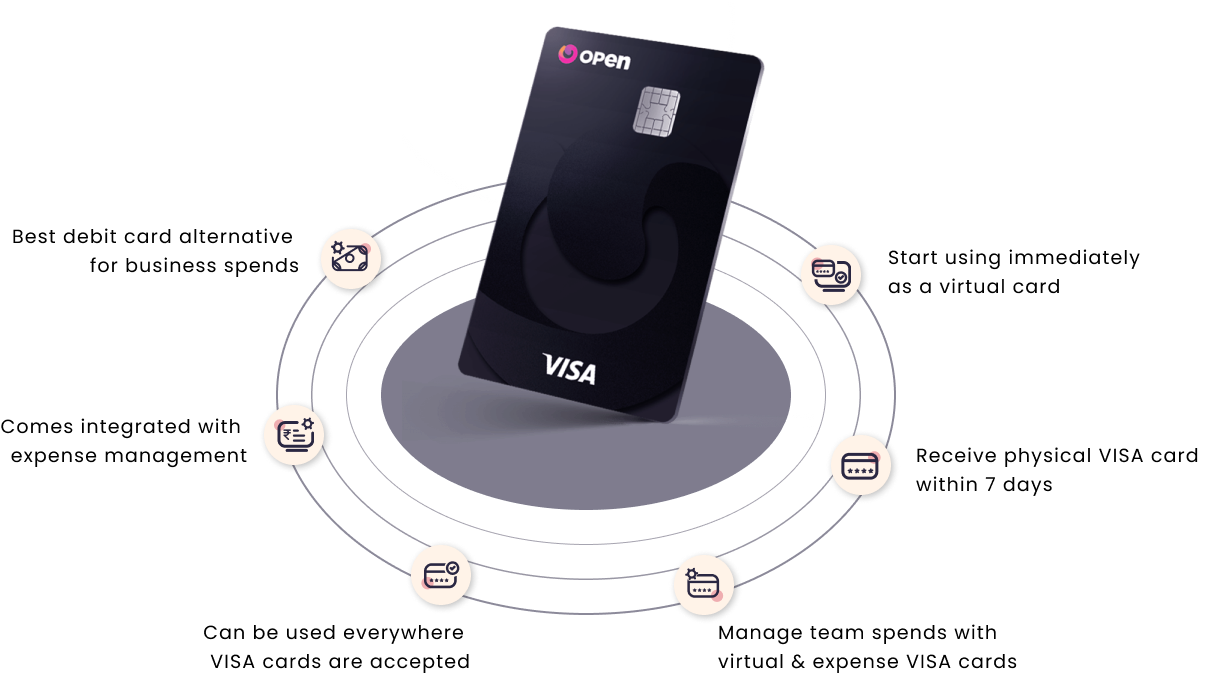 OPEN
VISA
Best debit card alternative
for business spends
Start using immediately
as a virtual card
Comes integrated with
expense management
Receive physical VISA card
within 7 days
Can be used everywhere
VISA cards are accepted
Manage team spends with
virtual & expense VISA cards
₹